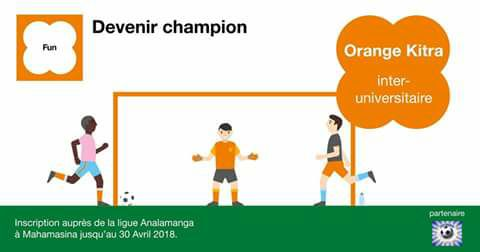 Fun
Devenir champion
Orange Kitra
inter-
universitaire
Inscription auprès de la ligue Analamanga
à Mahamasina jusqu'au 30 Avril 2018.
partenaire